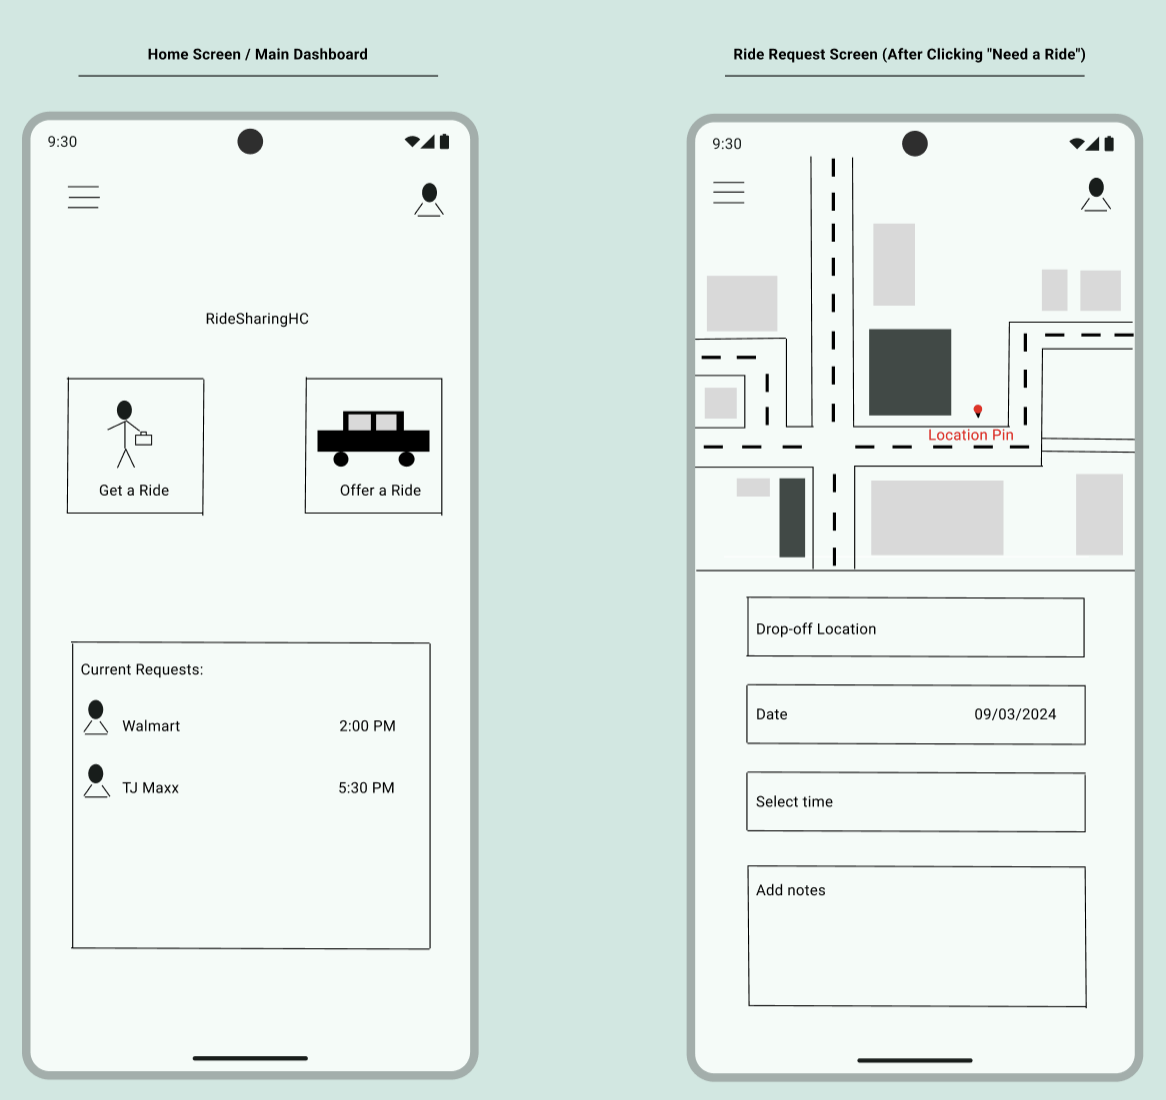 Home Screen / Main Dashboard
9:30
RideSharingHC
Get a Ride
Offer a Ride
Current Requests:
Walmart 2:00 PM
TJ Maxx 5:30 PM
Ride Request Screen (After Clicking "Need a Ride")
9:30
Location Pin
Drop-off Location
Date 09/03/2024
Select time
Add notes